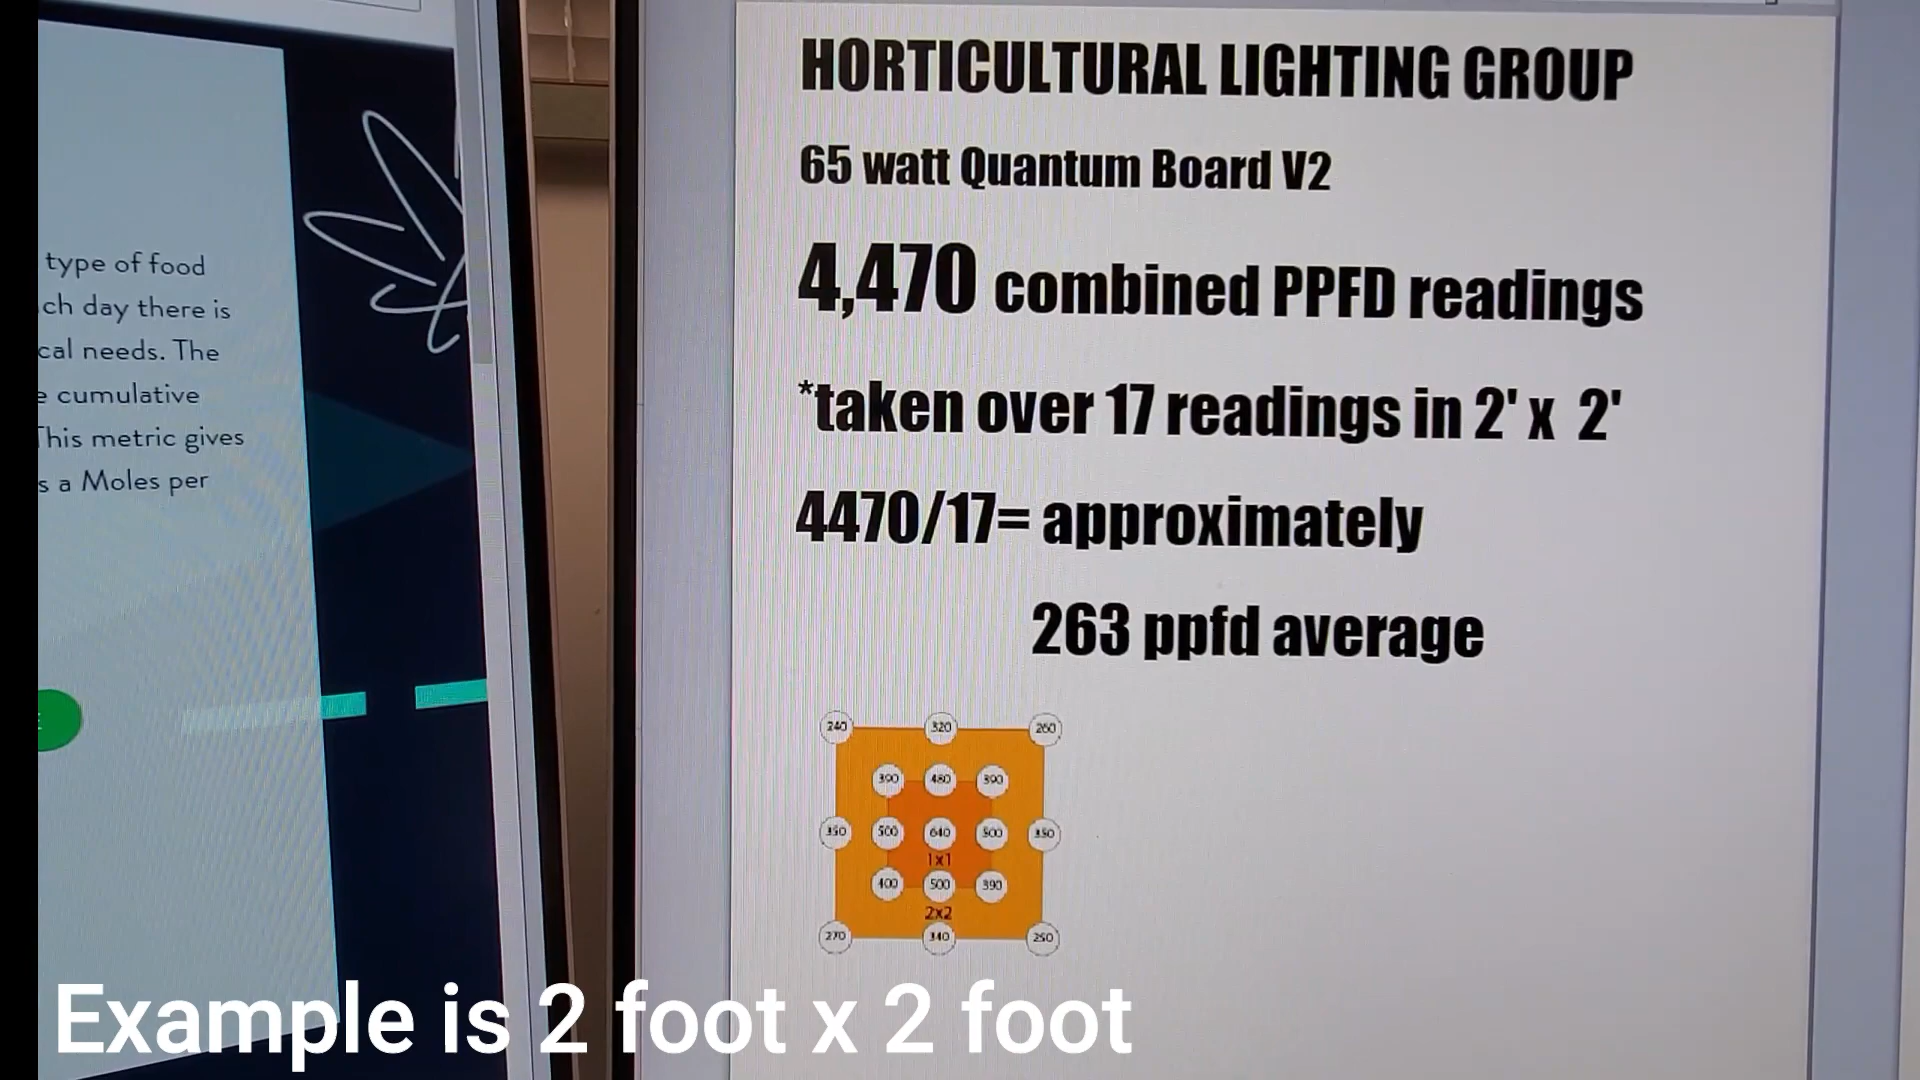 type of food
ch day there is
cal needs. The
e cumulative
This metric gives
s a Moles per
HORTICULTURAL LIGHTING GROUP
65 watt Quantum Board V2
4,470 combined PPFD readings
*taken over 17 readings in 2' x 2'
4470/17= approximately
263 ppfd average
240 320 260
390 480 390
350 500 640 500 350
1x1
400 500 390
2x2
270 340 250
Example is 2 foot x 2 foot